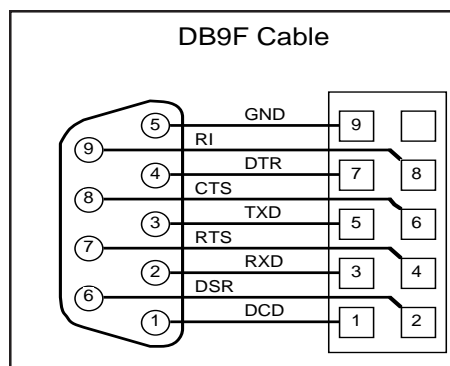 DB9F Cable
5 GND 9
9 RI 8
4 DTR 7
8 CTS 6
3 TXD 5
7 RTS 4
2 RXD 3
6 DSR 2
1 DCD 1